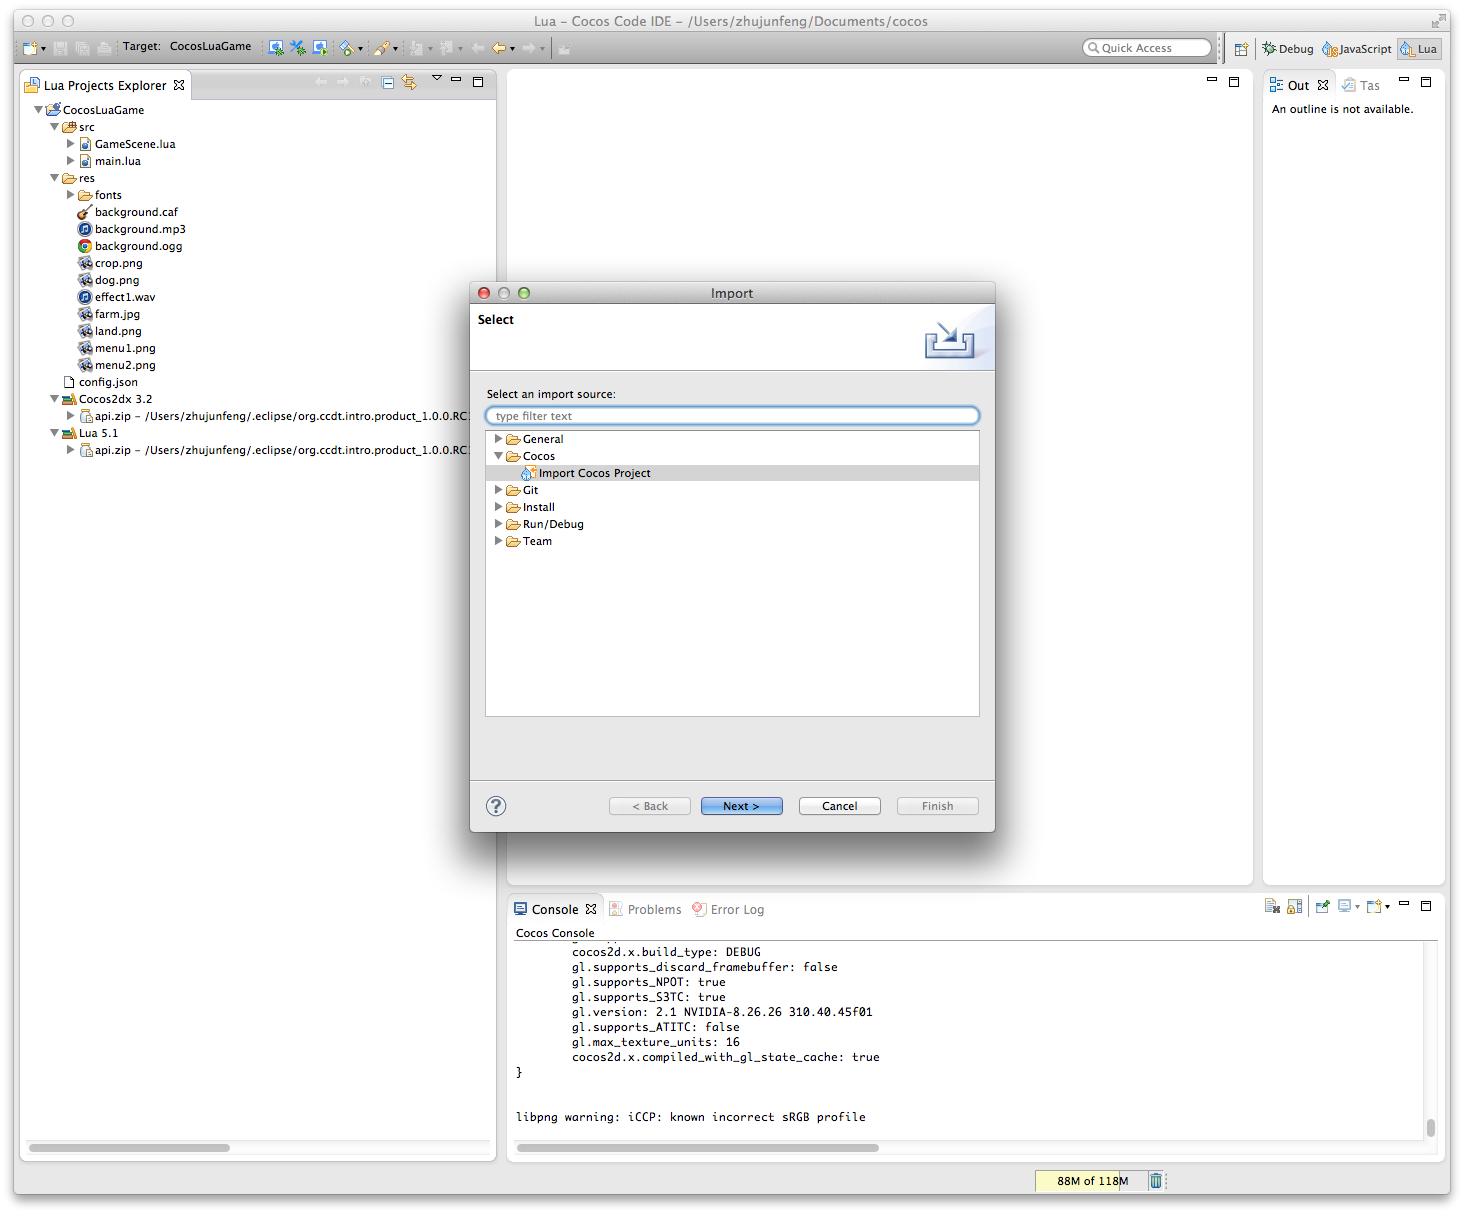 Lua – Cocos Code IDE – /Users/zhujunfeng/Documents/cocos
Target: CocosLuaGame
Quick Access
Debug
JavaScript
Lua
Lua Projects Explorer
CocosLuaGame
src
GameScene.lua
main.lua
res
fonts
background.caf
background.mp3
background.ogg
crop.png
dog.png
effect1.wav
farm.jpg
land.png
menu1.png
menu2.png
config.json
Cocos2dx 3.2
api.zip – /Users/zhujunfeng/.eclipse/org.ccdt.intro.product_1.0.0.RC
Lua 5.1
api.zip – /Users/zhujunfeng/.eclipse/org.ccdt.intro.product_1.0.0.RC
Out
Tas
An outline is not available.
Import
Select
Select an import source:
type filter text
General
Cocos
Import Cocos Project
Git
Install
Run/Debug
Team
?
< Back
Next >
Cancel
Finish
Console
Problems
Error Log
Cocos Console
cocos2d.x.build_type: DEBUG
gl.supports_discard_framebuffer: false
gl.supports_NPOT: true
gl.supports_S3TC: true
gl.version: 2.1 NVIDIA-8.26.26 310.40.45f01
gl.supports_ATITC: false
gl.max_texture_units: 16
cocos2d.x.compiled_with_gl_state_cache: true
}
libpng warning: iCCP: known incorrect sRGB profile
88M of 118M